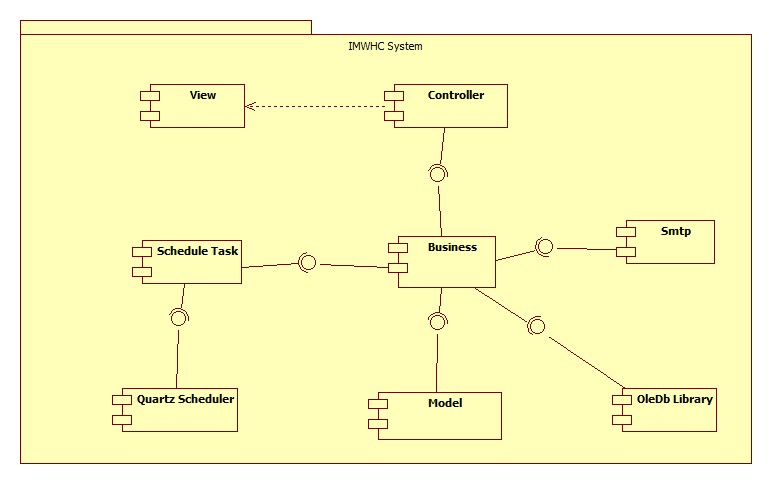 IMWHC System
View
Controller
Schedule Task
Business
Smtp
Quartz Scheduler
Model
OleDb Library